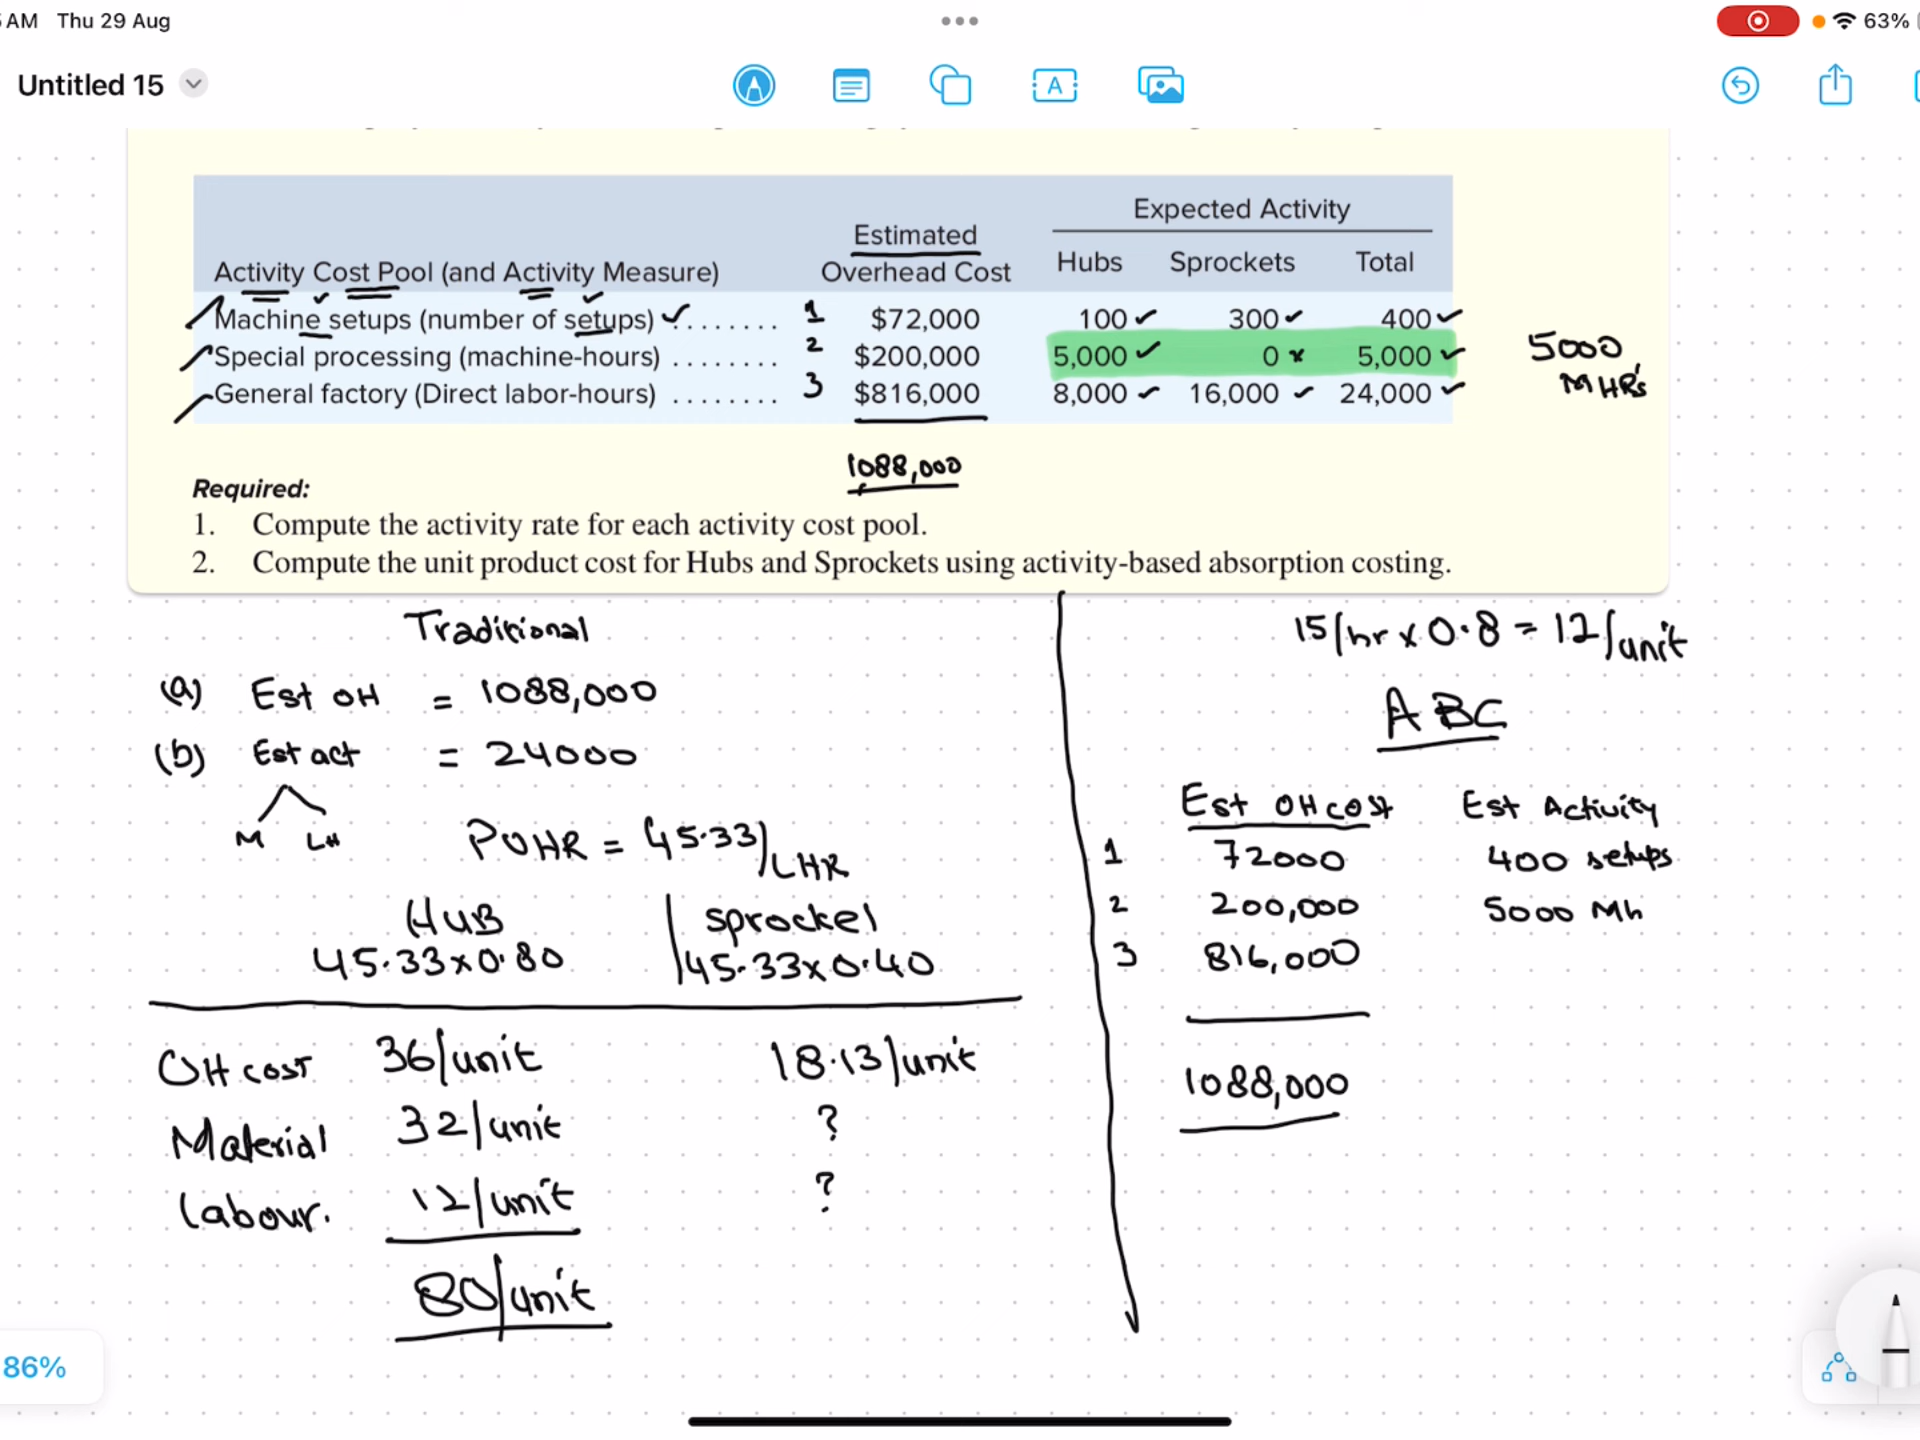 AM Thu 29 Aug
63%
Untitled 15
Expected Activity
Activity Cost Pool (and Activity Measure) Estimated Overhead Cost Hubs Sprockets Total
Machine setups (number of setups) ........ 1 $72,000 100 300 400
Special processing (machine-hours) ........ 2 $200,000 5,000 0 5,000
General factory (Direct labor-hours) ........ 3 $816,000 8,000 16,000 24,000
5000
MHR's
1088,000
Required:
1. Compute the activity rate for each activity cost pool.
2. Compute the unit product cost for Hubs and Sprockets using activity-based absorption costing.
Traditional
(a) Est OH = 1088,000
(b) Est act = 24000
M LH
POHR = 45.33/LHR
HUB sprocket
45.33x0.80 45.33x0.40
OH cost 36/unit 18.13/unit
Material 32/unit ?
Labour. 12/unit ?
80/unit
15/hr x 0.8 = 12/unit
ABC
Est OH cost Est Activity
1 72000 400 setups
2 200,000 5000 Mh
3 816,000
1088,000
86%